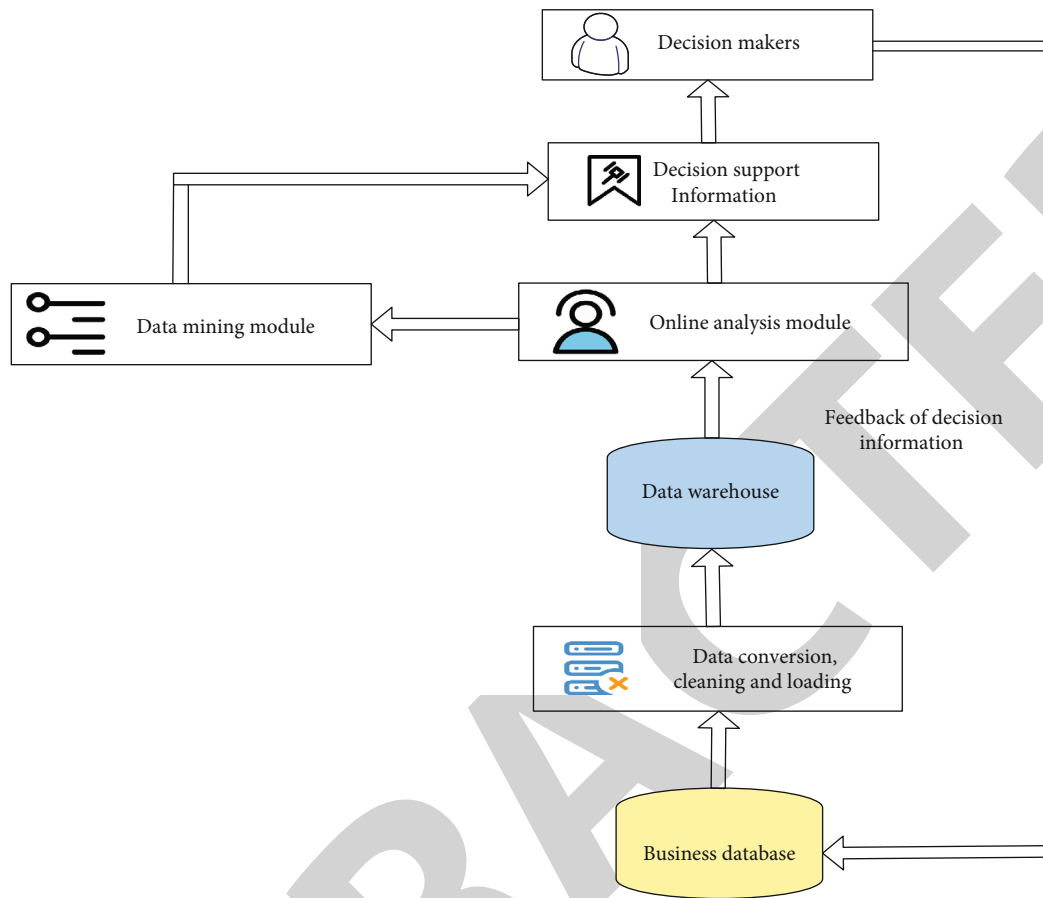 Decision makers
Decision support
Information
Data mining module
Online analysis module
Feedback of decision
information
Data warehouse
Data conversion,
cleaning and loading
Business database